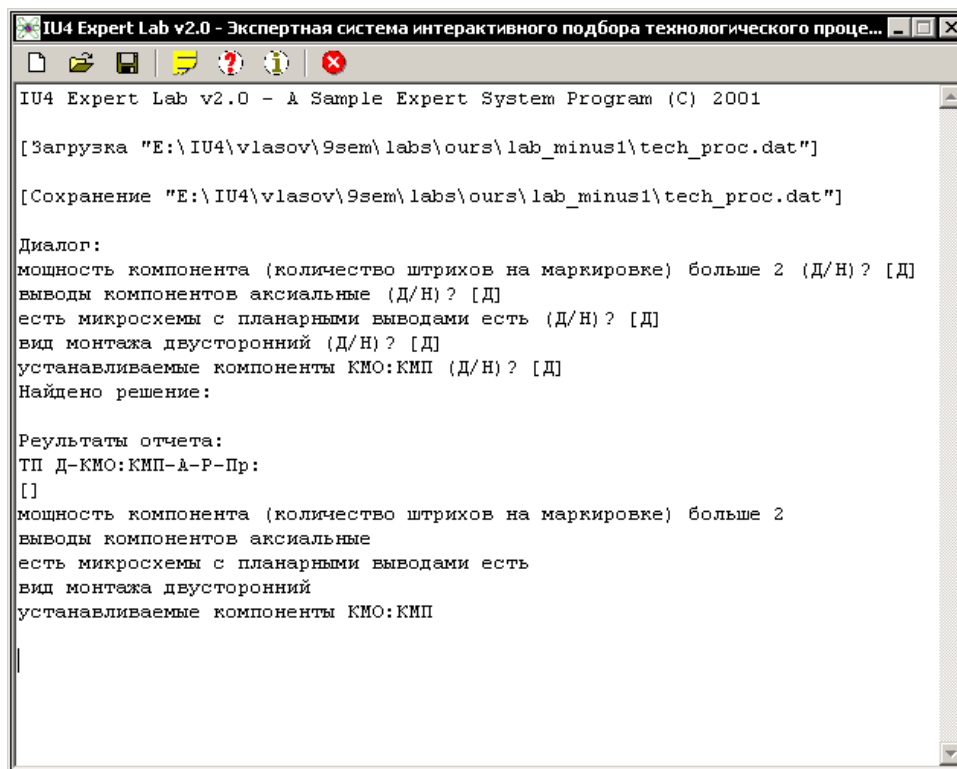 IU4 Expert Lab v2.0 - Экспертная система интерактивного подбора технологического проце...
IU4 Expert Lab v2.0 - A Sample Expert System Program (C) 2001
[Загрузка "E:\IU4\vlasov\9sem\labs\ours\lab_minus1\tech_proc.dat"]
[Сохранение "E:\IU4\vlasov\9sem\labs\ours\lab_minus1\tech_proc.dat"]
Диалог:
мощность компонента (количество штрихов на маркировке) больше 2 (Д/Н)? [Д]
выводы компонентов аксиальные (Д/Н)? [Д]
есть микросхемы с планарными выводами есть (Д/Н)? [Д]
вид монтажа двусторонний (Д/Н)? [Д]
устанавливаемые компоненты КМО:КМП (Д/Н)? [Д]
Найдено решение:
Реультаты отчета:
ТП Д-КМО:КМП-А-Р-Пр:
[]
мощность компонента (количество штрихов на маркировке) больше 2
выводы компонентов аксиальные
есть микросхемы с планарными выводами есть
вид монтажа двусторонний
устанавливаемые компоненты КМО:КМП